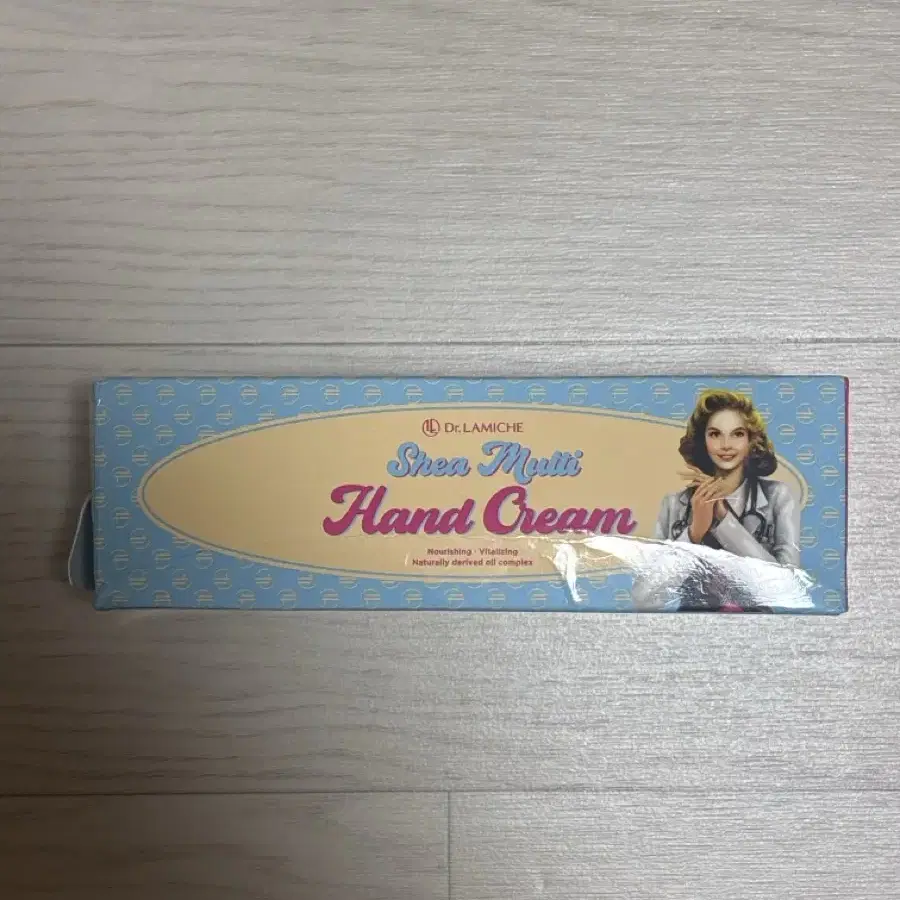 Dr.LAMICHE
Shea Multi
Hand Cream
Nourishing · Vitalizing
Naturally derived oil complex